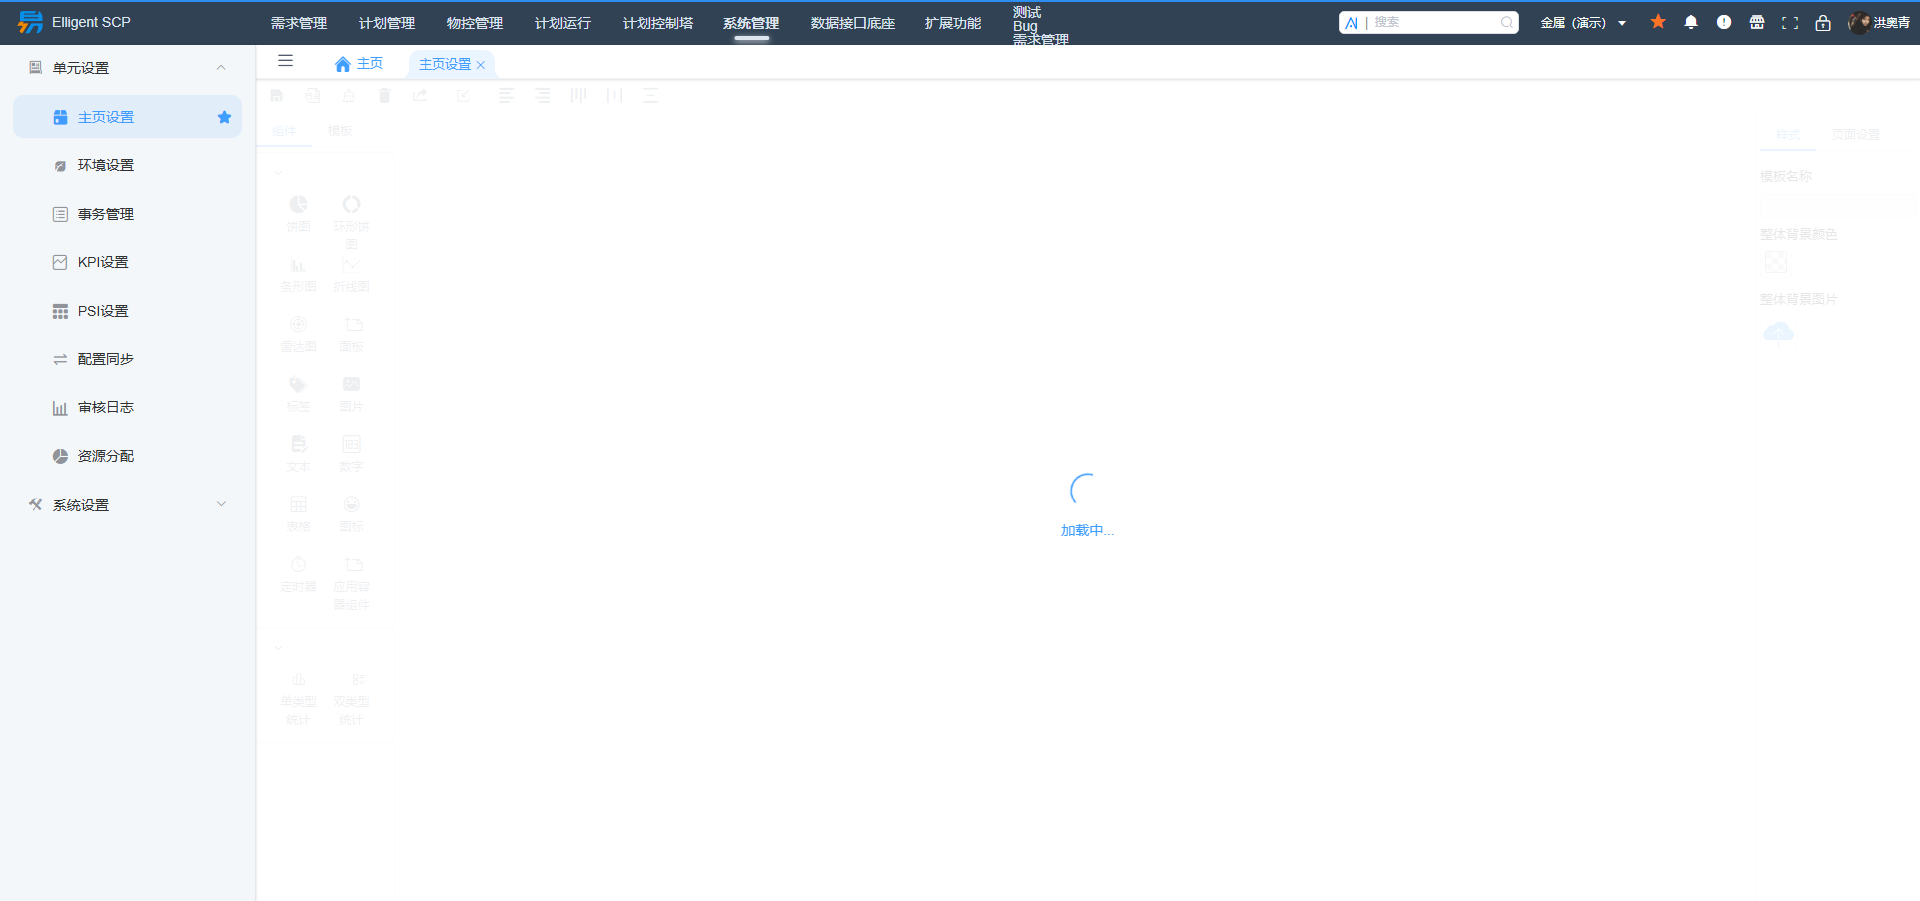 Elligent SCP
需求管理
计划管理
物控管理
计划运行
计划控制塔
系统管理
数据接口底座
扩展功能
测试
Bug
需求管理
AI | 搜索
金属（演示）
洪奥青
单元设置
主页设置
环境设置
事务管理
KPI设置
PSI设置
配置同步
审核日志
资源分配
系统设置
主页
主页设置
组件
模板
饼图
环形饼
图
条形图
折线图
雷达图
面板
标签
图片
文本
数字
表格
图标
定时器
应用容
器组件
单类型
统计
双类型
统计
加载中...
样式
页面设置
模板名称
整体背景颜色
整体背景图片